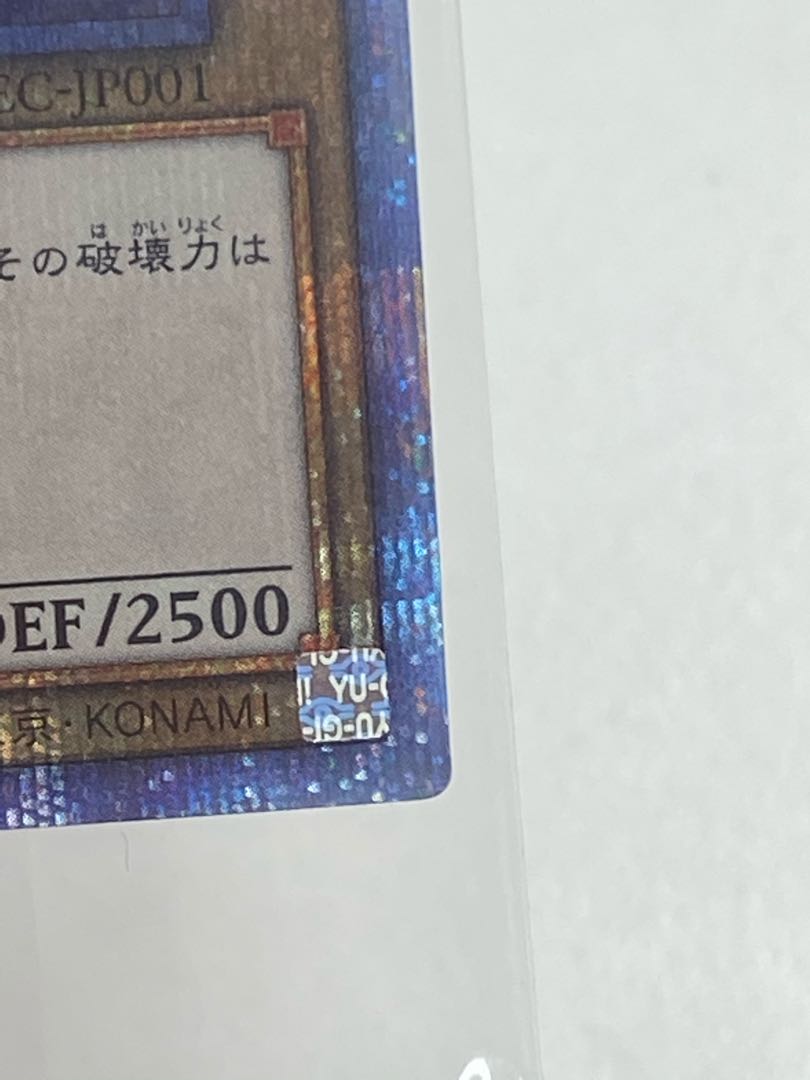 EC-JP001
その破壊力は
はかいりょく
DEF/2500
京・KONAMI
! YU-G